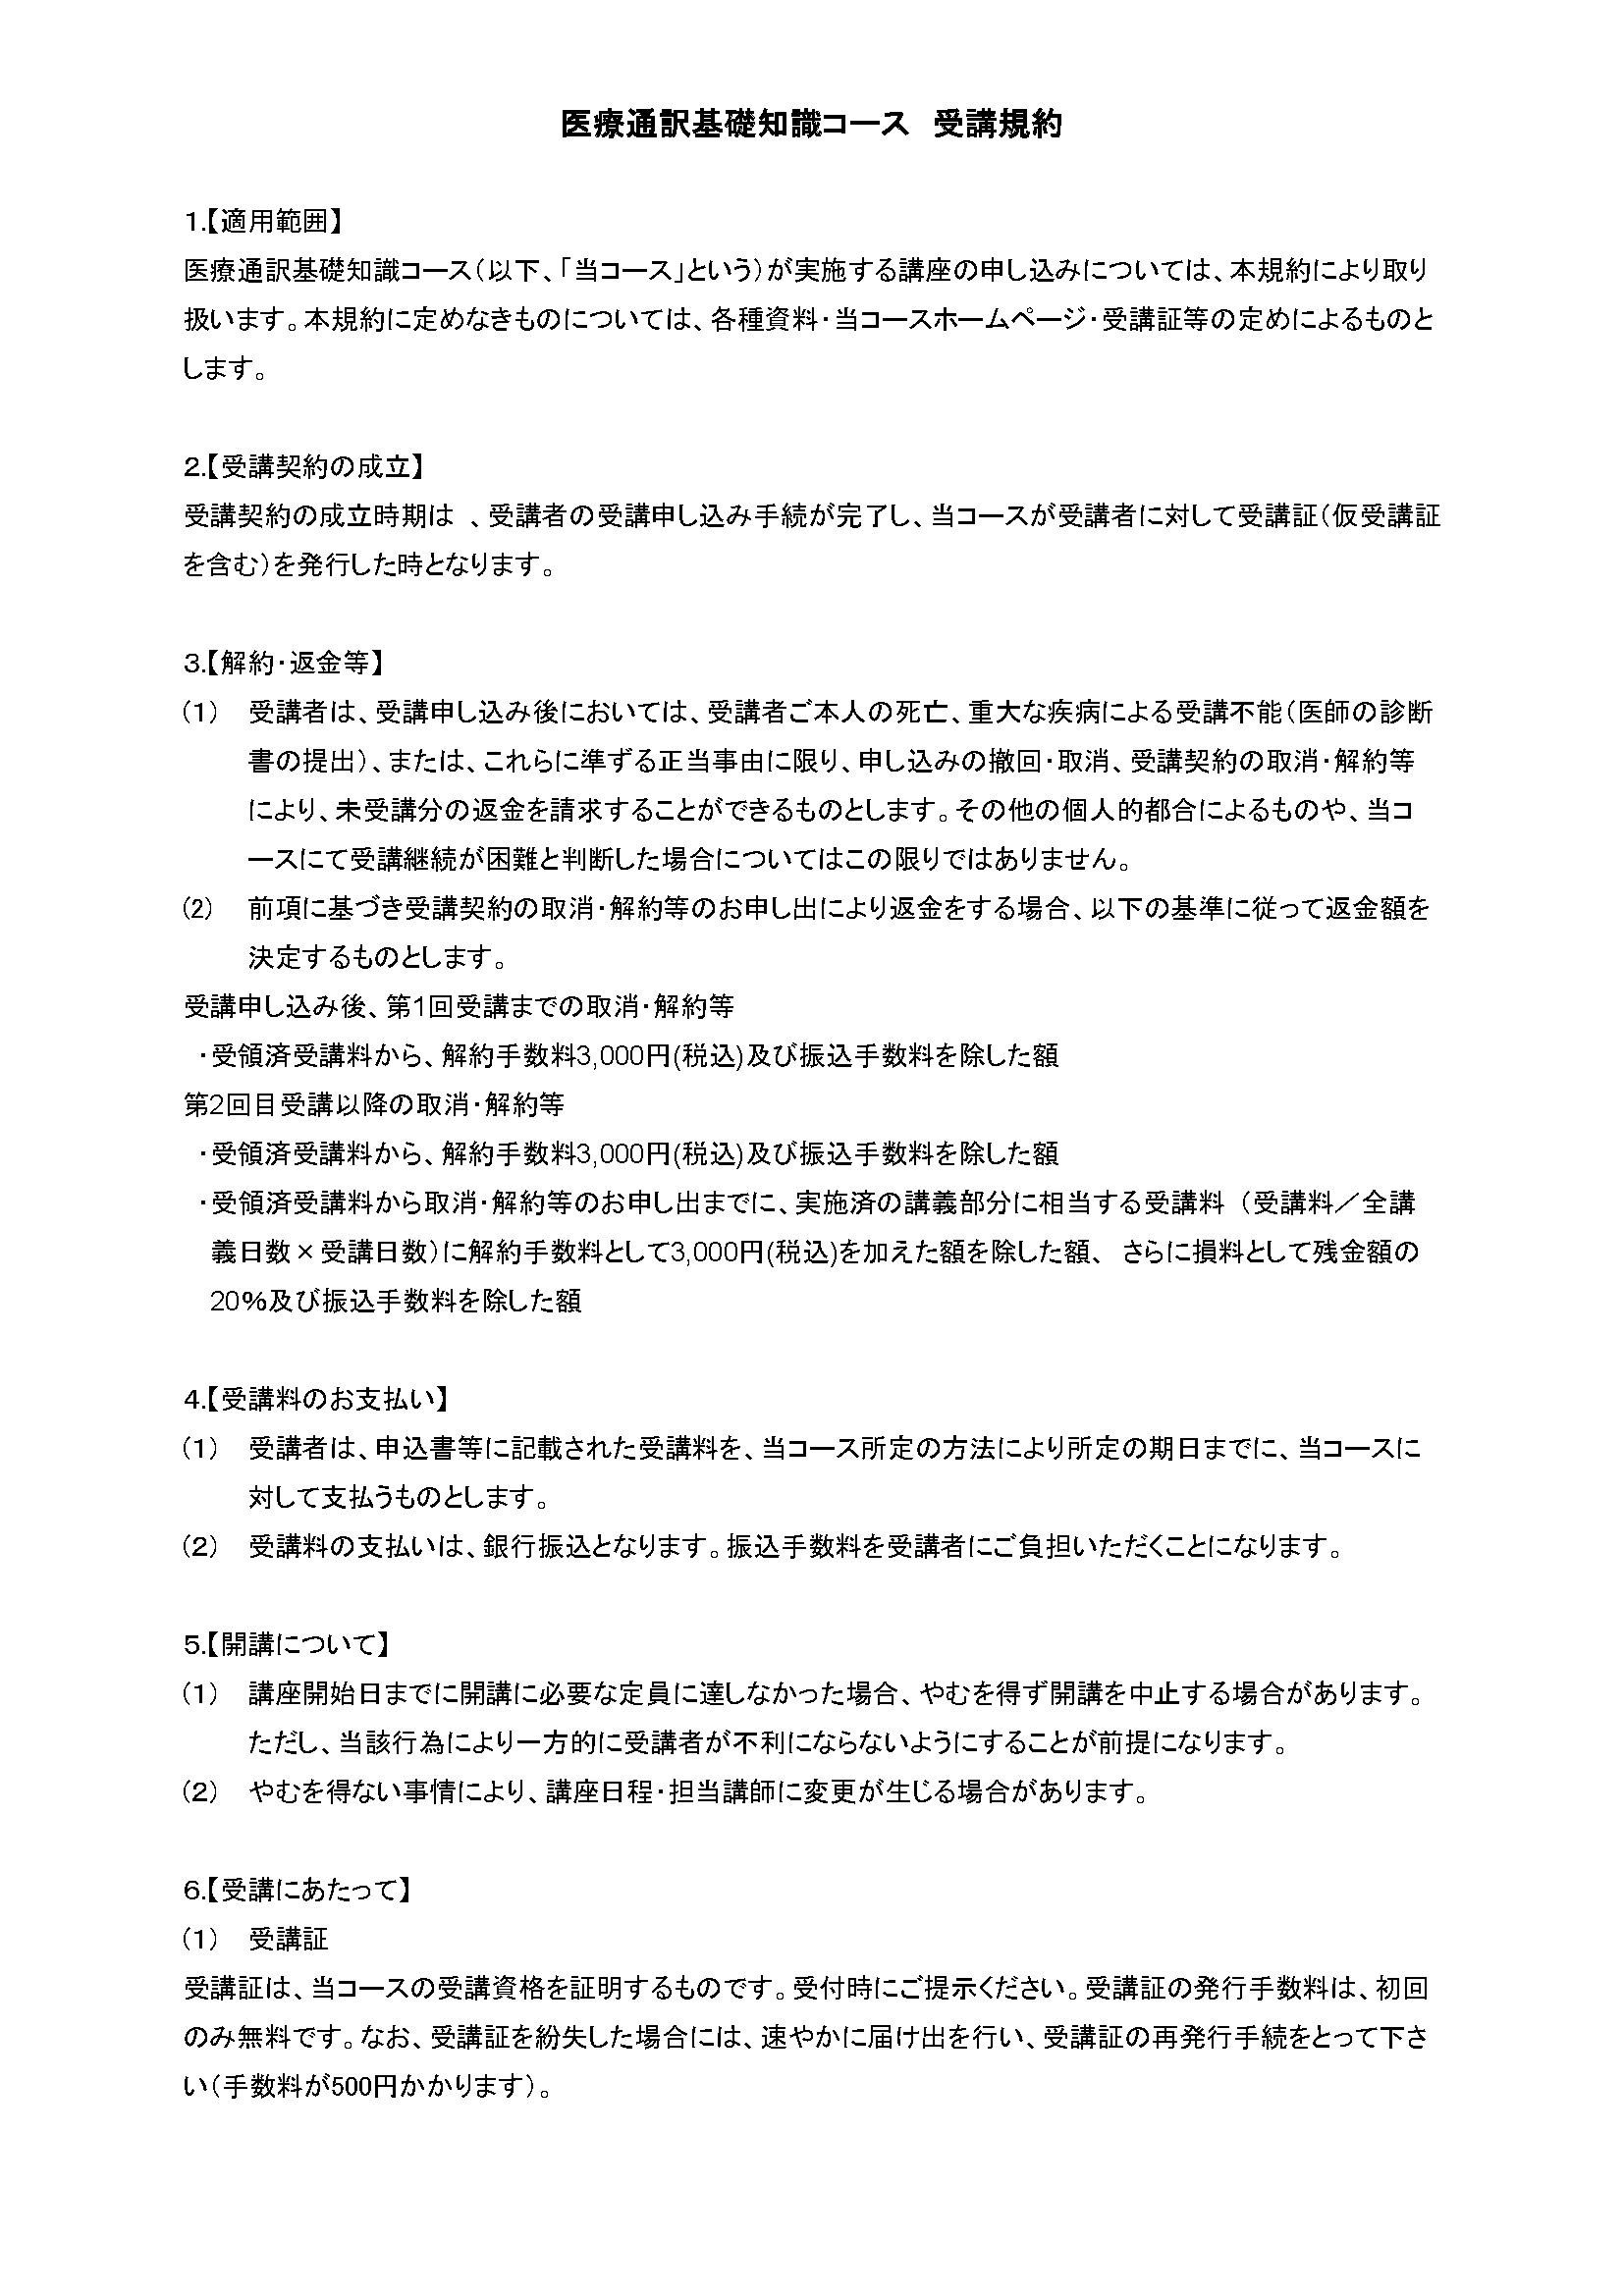 医療通訳基礎知識コース　受講規約
1.【適用範囲】
医療通訳基礎知識コース（以下、「当コース」という）が実施する講座の申し込みについては、本規約により取り
扱います。本規約に定めなきものについては、各種資料・当コースホームページ・受講証等の定めによるものと
します。
2.【受講契約の成立】
受講契約の成立時期は 、受講者の受講申し込み手続が完了し、当コースが受講者に対して受講証（仮受講証
を含む）を発行した時となります。
3.【解約・返金等】
（1）　受講者は、受講申し込み後においては、受講者ご本人の死亡、重大な疾病による受講不能（医師の診断
書の提出）、または、これらに準ずる正当事由に限り、申し込みの撤回・取消、受講契約の取消・解約等
により、未受講分の返金を請求することができるものとします。その他の個人的都合によるものや、当コ
ースにて受講継続が困難と判断した場合についてはこの限りではありません。
(2)　前項に基づき受講契約の取消・解約等のお申し出により返金をする場合、以下の基準に従って返金額を
決定するものとします。
受講申し込み後、第1回受講までの取消・解約等
・受領済受講料から、解約手数料3,000円(税込)及び振込手数料を除した額
第2回目受講以降の取消・解約等
・受領済受講料から、解約手数料3,000円(税込)及び振込手数料を除した額
・受領済受講料から取消・解約等のお申し出までに、実施済の講義部分に相当する受講料 （受講料／全講
義日数×受講日数）に解約手数料として3,000円(税込)を加えた額を除した額、 さらに損料として残金額の
20％及び振込手数料を除した額
4.【受講料のお支払い】
（1）　受講者は、申込書等に記載された受講料を、当コース所定の方法により所定の期日までに、当コースに
対して支払うものとします。
（2）　受講料の支払いは、銀行振込となります。振込手数料を受講者にご負担いただくことになります。
5.【開講について】
（1）　講座開始日までに開講に必要な定員に達しなかった場合、やむを得ず開講を中止する場合があります。
ただし、当該行為により一方的に受講者が不利にならないようにすることが前提になります。
（2）　やむを得ない事情により、講座日程・担当講師に変更が生じる場合があります。
6.【受講にあたって】
（1）　受講証
受講証は、当コースの受講資格を証明するものです。受付時にご提示ください。受講証の発行手数料は、初回
のみ無料です。なお、受講証を紛失した場合には、速やかに届け出を行い、受講証の再発行手続をとって下さ
い（手数料が500円かかります）。